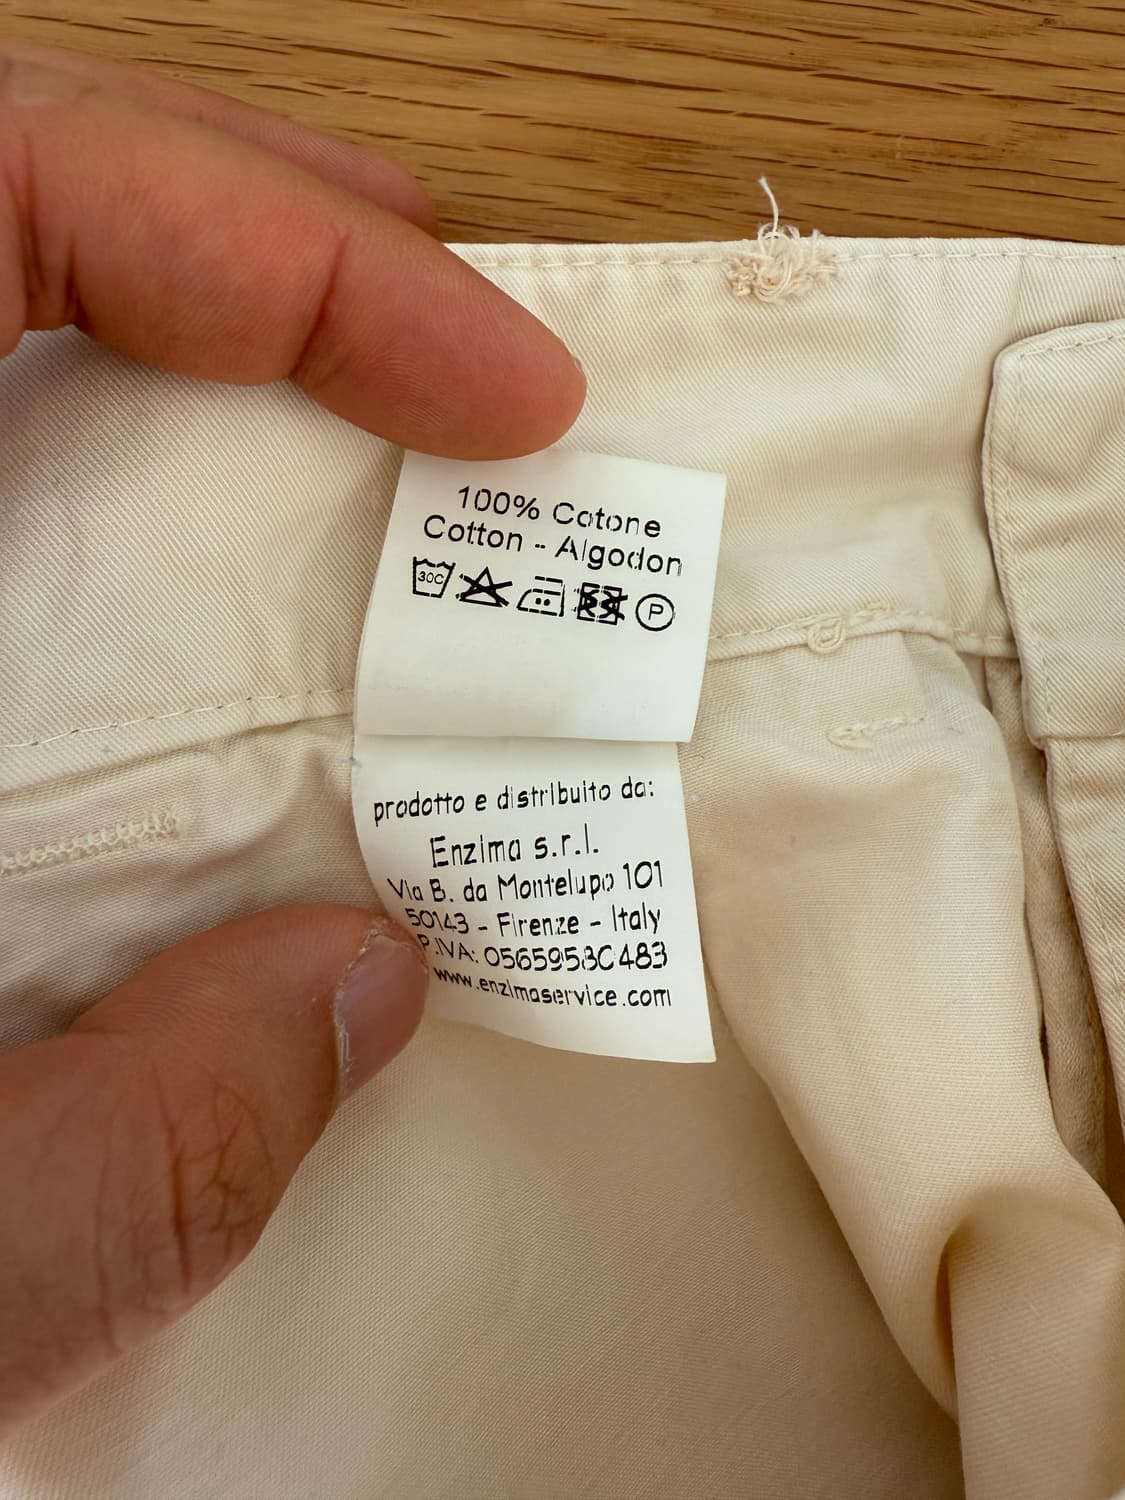 100% Cotone
Cotton - Algodon
30C P
prodotto e distribuito da:
Enzima s.r.l.
Via B. da Montelupo 101
50143 - Firenze - Italy
P.IVA: 05659580483
www.enzimaservice.com